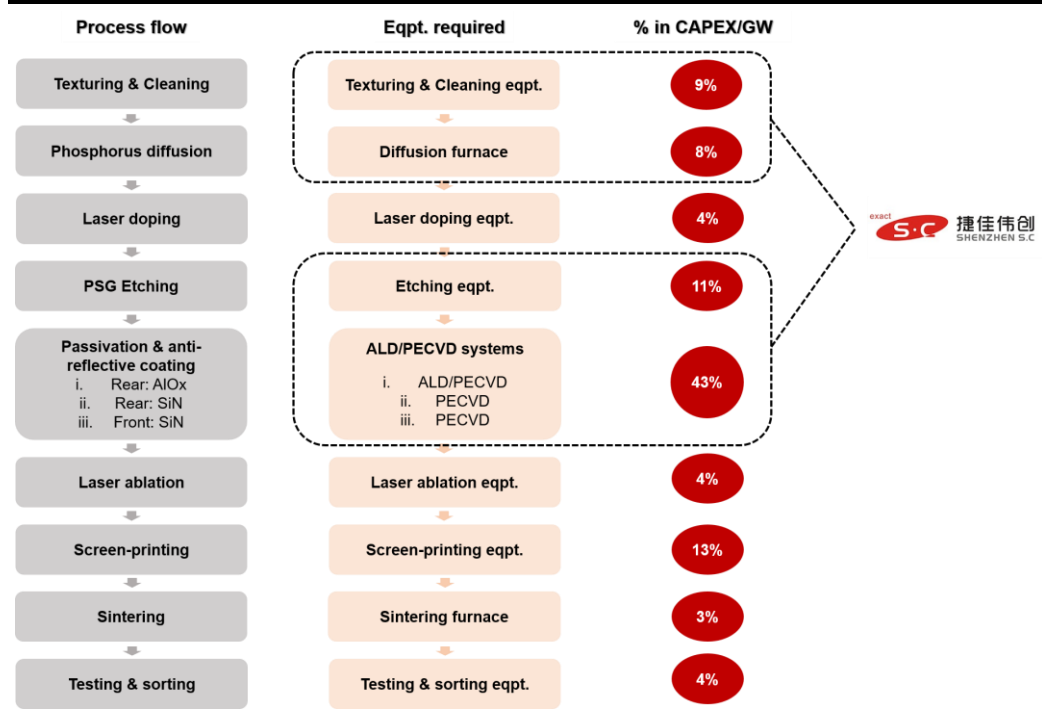 Process flow Eqpt. required % in CAPEX/GW
Texturing & Cleaning Texturing & Cleaning eqpt. 9%
Phosphorus diffusion Diffusion furnace 8%
Laser doping Laser doping eqpt. 4%
exact
S·C 捷佳伟创
SHENZHEN S.C
PSG Etching Etching eqpt. 11%
Passivation & anti-
reflective coating
i. Rear: AlOx
ii. Rear: SiN
iii. Front: SiN
ALD/PECVD systems
i. ALD/PECVD
ii. PECVD
iii. PECVD
43%
Laser ablation Laser ablation eqpt. 4%
Screen-printing Screen-printing eqpt. 13%
Sintering Sintering furnace 3%
Testing & sorting Testing & sorting eqpt. 4%